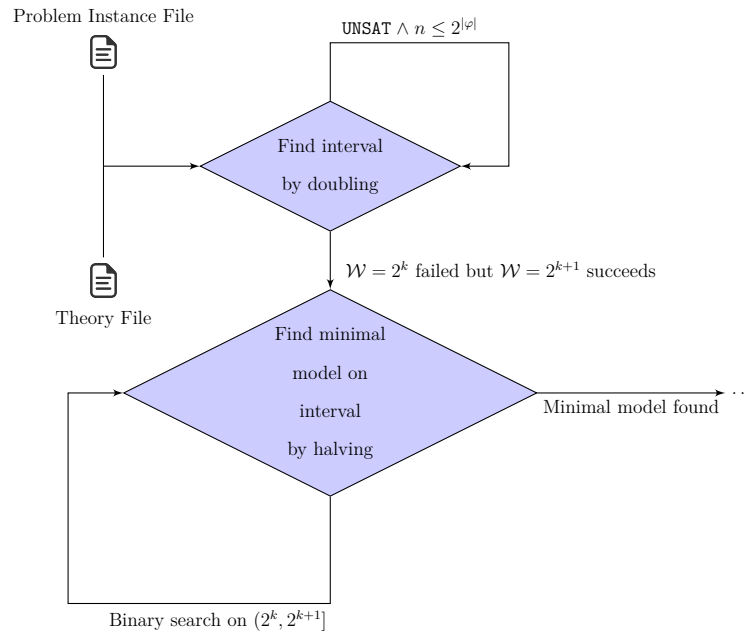 Problem Instance File
UNSAT ∧ n ≤ 2^{|φ|}
Find interval
by doubling
𝒲 = 2^k failed but 𝒲 = 2^{k+1} succeeds
Theory File
Find minimal
model on
interval
by halving
Minimal model found
..
Binary search on (2^k, 2^{k+1}]